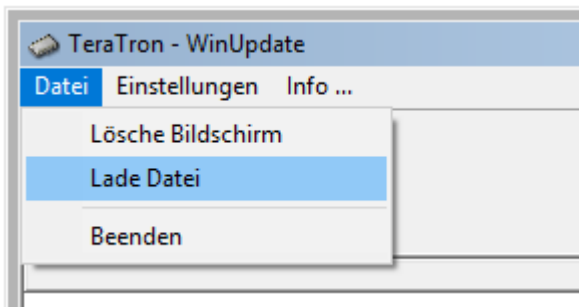 TeraTron - WinUpdate
Datei Einstellungen Info ...
Lösche Bildschirm
Lade Datei
Beenden